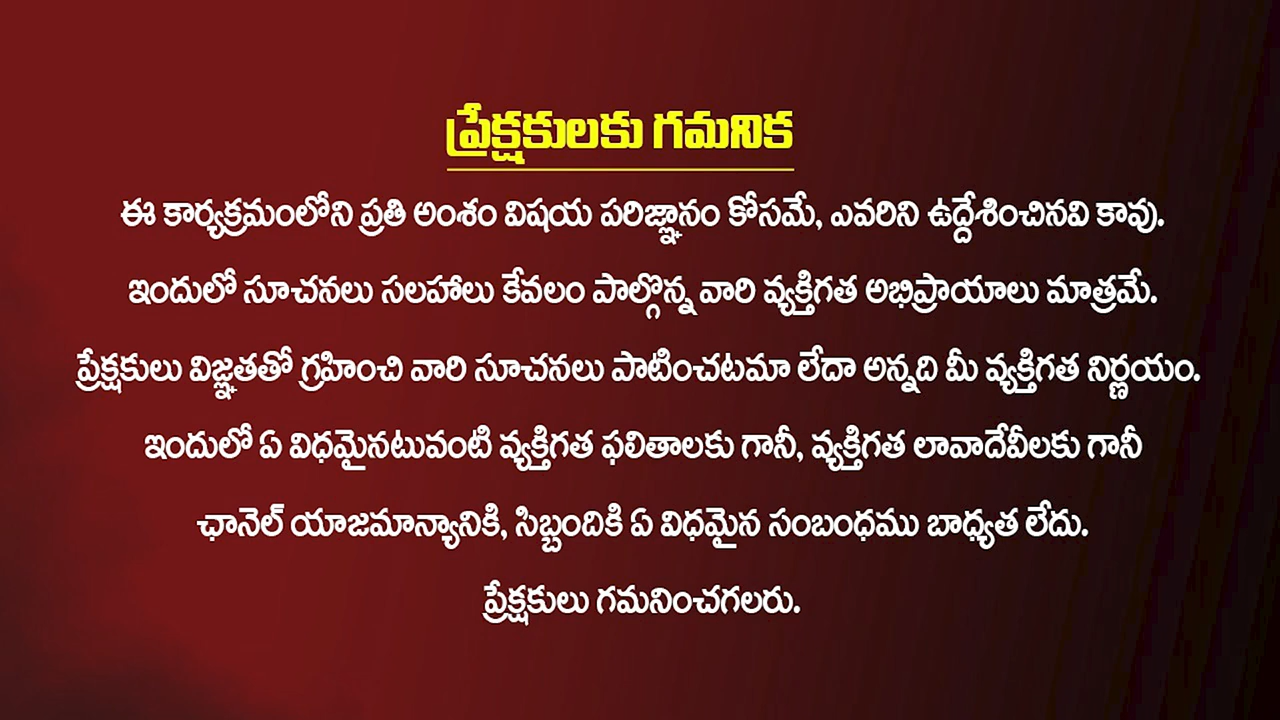 ప్రేక్షకులకు గమనిక
ఈ కార్యక్రమంలోని ప్రతి అంశం విషయ పరిజ్ఞానం కోసమే, ఎవరిని ఉద్దేశించినవి కావు.
ఇందులో సూచనలు సలహాలు కేవలం పాల్గొన్న వారి వ్యక్తిగత అభిప్రాయాలు మాత్రమే.
ప్రేక్షకులు విజ్ఞతతో గ్రహించి వారి సూచనలు పాటించటమా లేదా అన్నది మీ వ్యక్తిగత నిర్ణయం.
ఇందులో ఏ విధమైనటువంటి వ్యక్తిగత ఫలితాలకు గానీ, వ్యక్తిగత లావాదేవీలకు గానీ
ఛానెల్ యాజమాన్యానికి, సిబ్బందికి ఏ విధమైన సంబంధము బాధ్యత లేదు.
ప్రేక్షకులు గమనించగలరు.